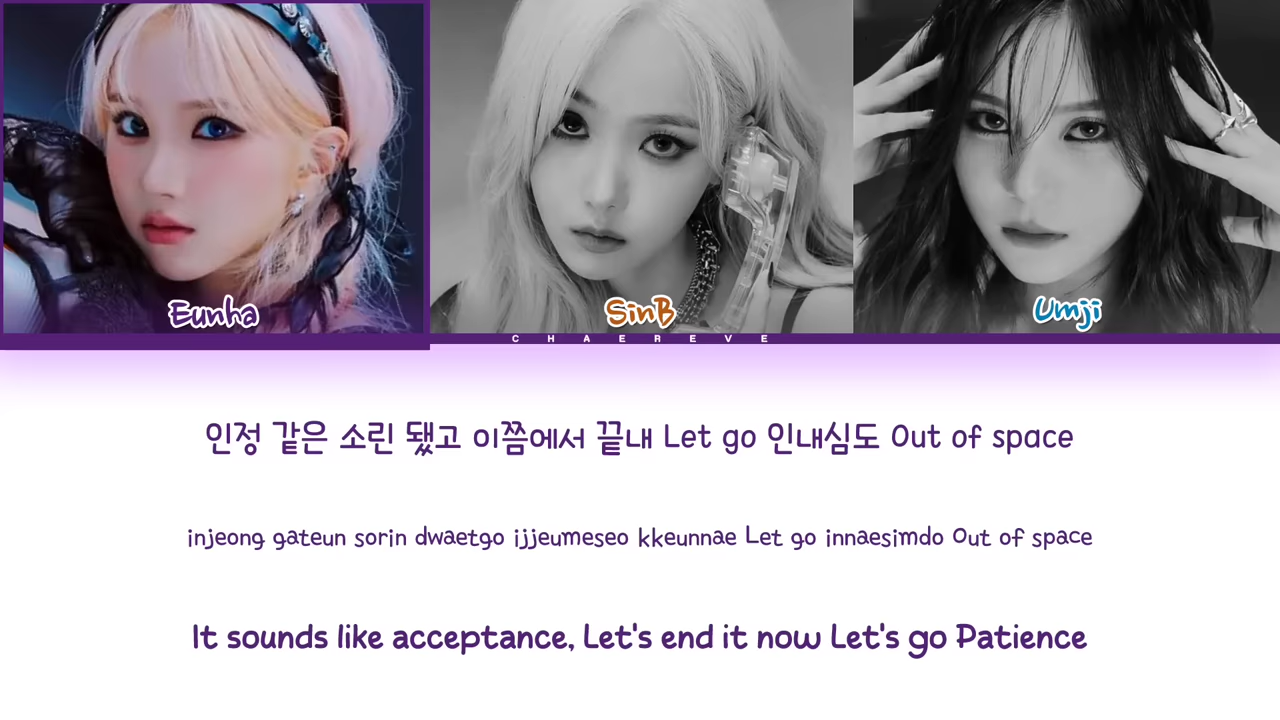 Eunha
SinB
Umji
CHAEREVE
인정 같은 소린 됐고 이쯤에서 끝내 Let go 인내심도 Out of space
injeong gateun sorin dwaetgo ijjeumeseo kkeunnae Let go innaesimdo Out of space
It sounds like acceptance, Let's end it now Let's go Patience